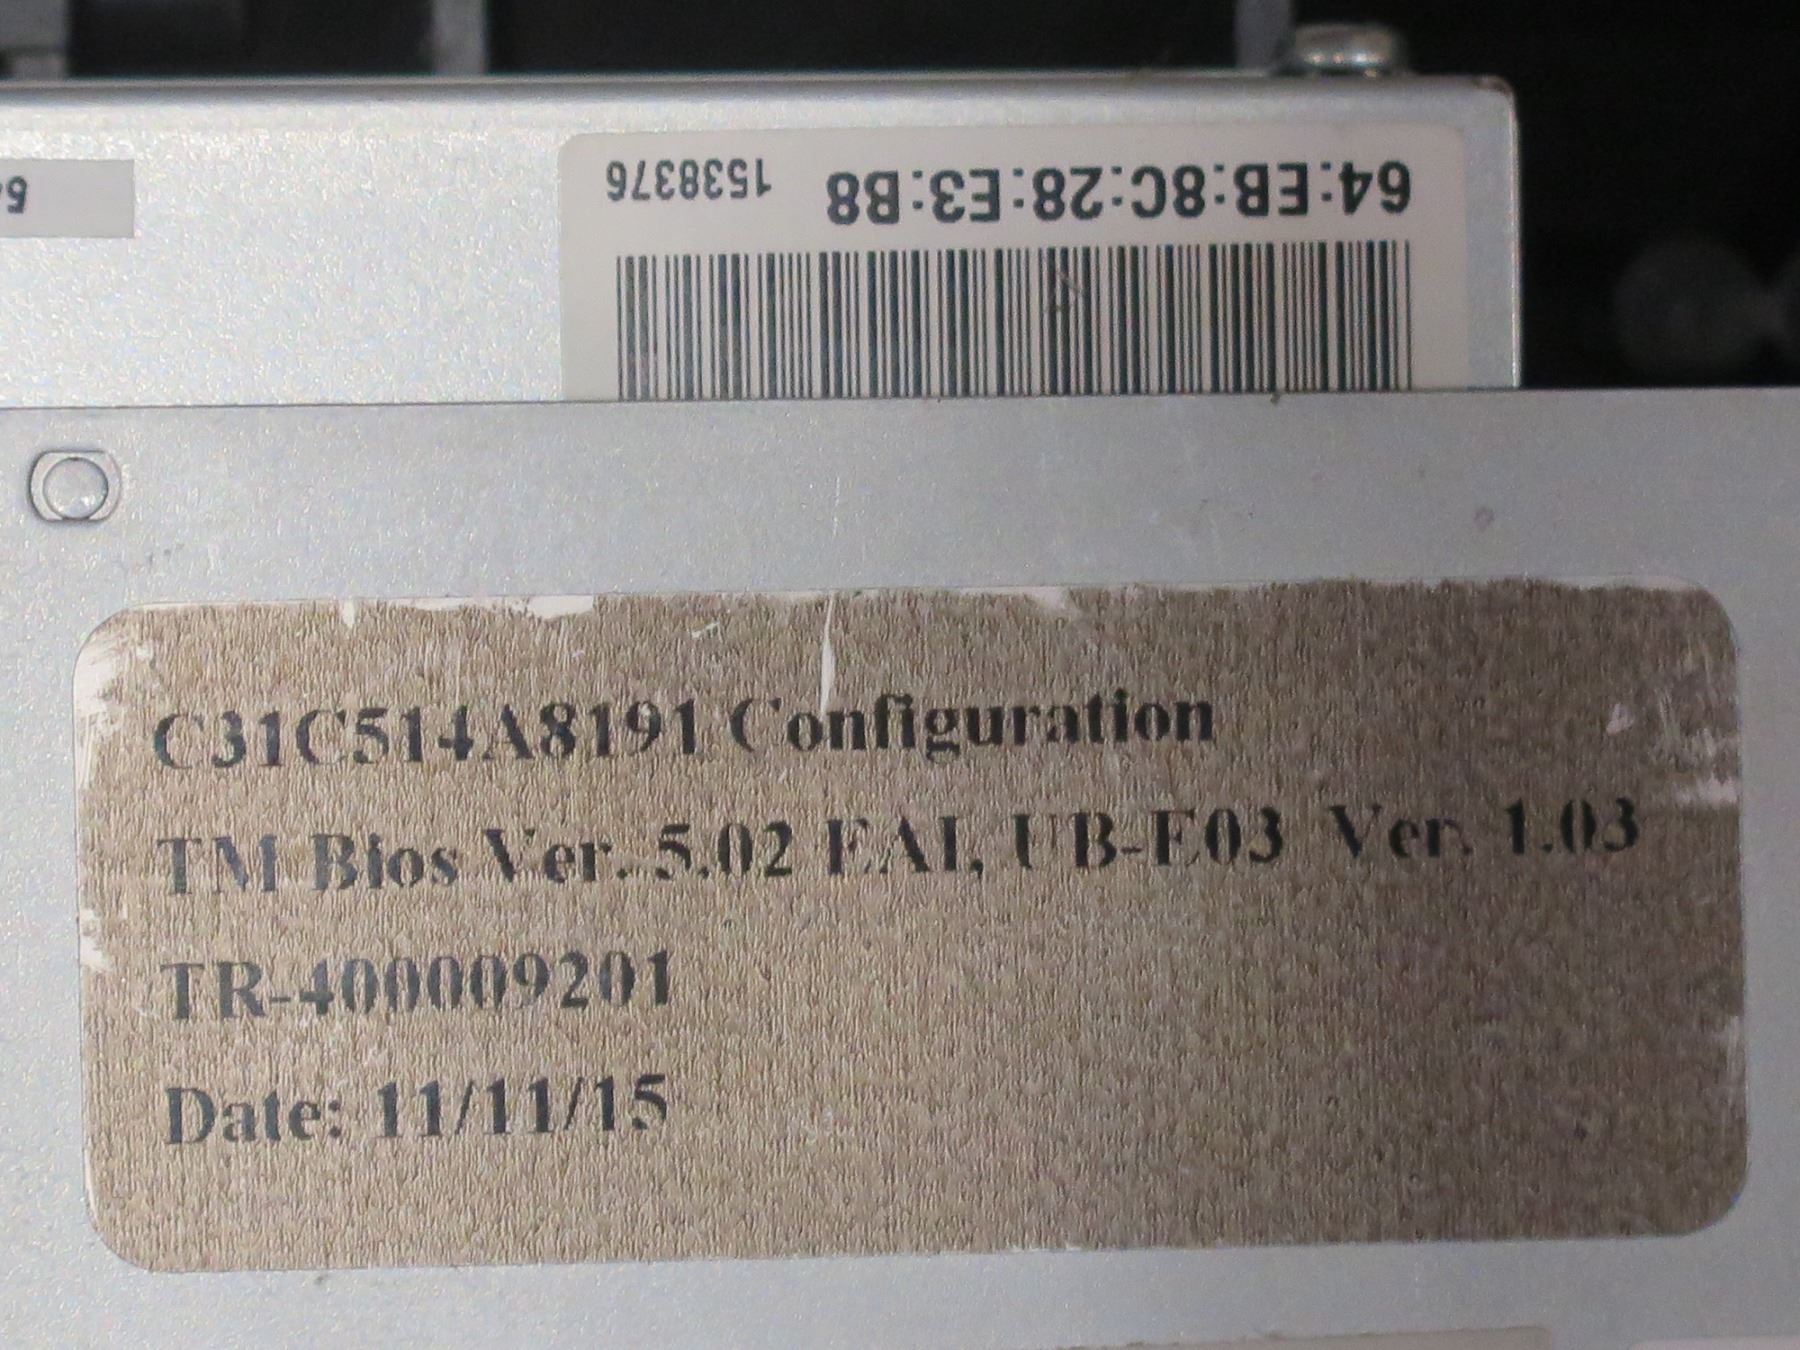 64:EB:8C:28:E3:B8 1538376
C31C514A8191 Configuration
TM Bios Ver. 5.02 EAI, UB-E03 Ver. 1.03
TR-400009201
Date: 11/11/15